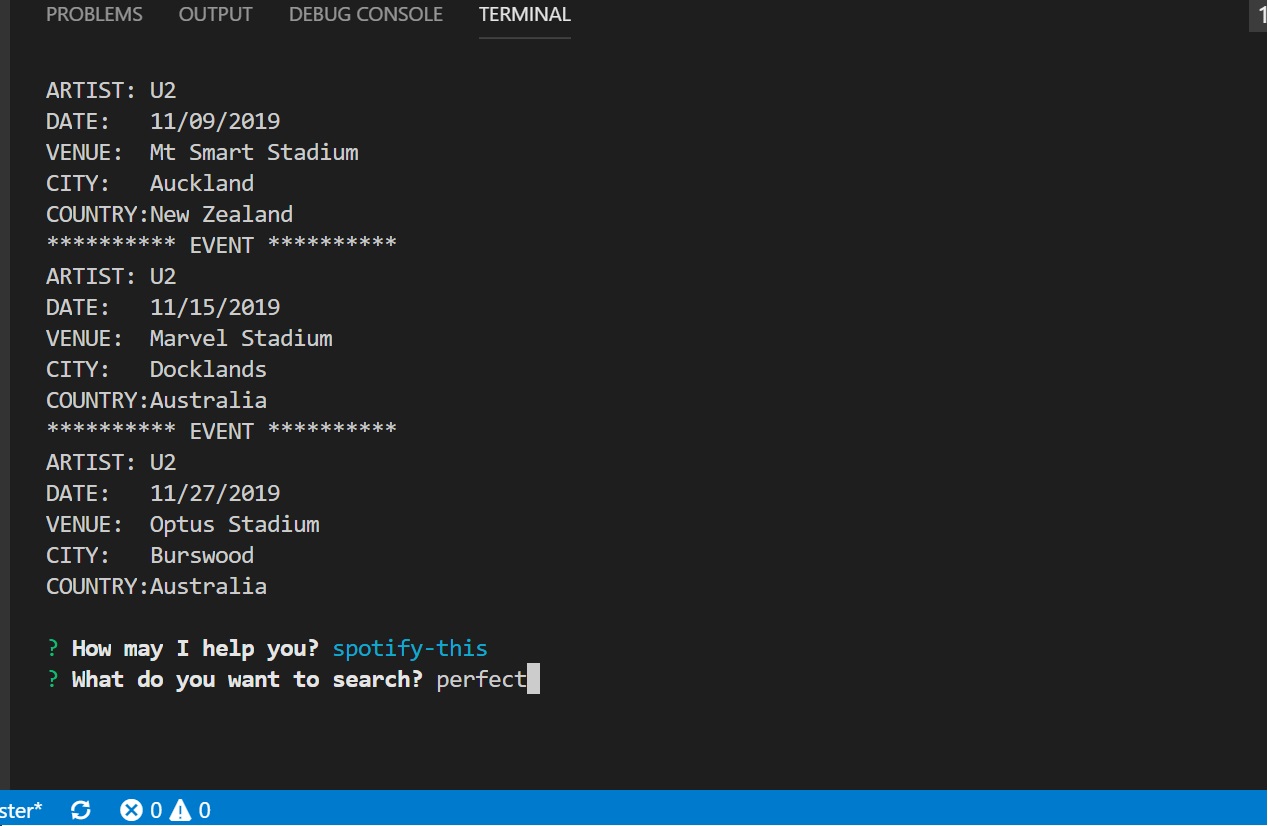 PROBLEMS OUTPUT DEBUG CONSOLE TERMINAL 1
ARTIST: U2
DATE:   11/09/2019
VENUE:  Mt Smart Stadium
CITY:   Auckland
COUNTRY:New Zealand
********** EVENT **********
ARTIST: U2
DATE:   11/15/2019
VENUE:  Marvel Stadium
CITY:   Docklands
COUNTRY:Australia
********** EVENT **********
ARTIST: U2
DATE:   11/27/2019
VENUE:  Optus Stadium
CITY:   Burswood
COUNTRY:Australia
? How may I help you? spotify-this
? What do you want to search? perfect
ster* 0 0